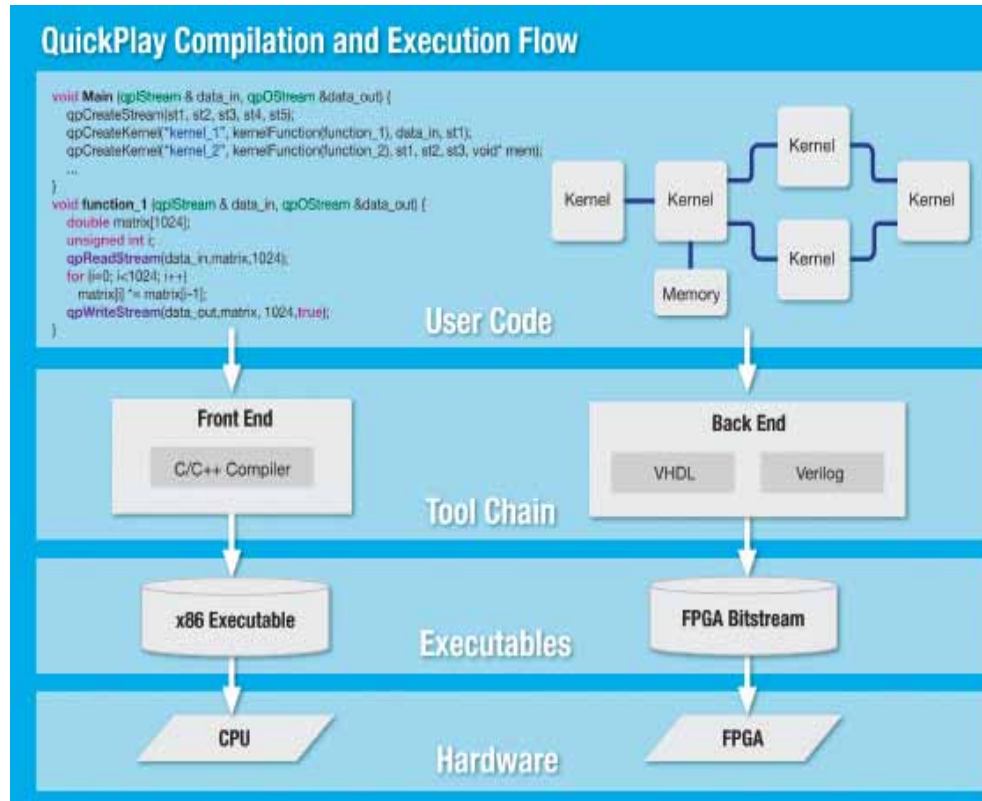 QuickPlay Compilation and Execution Flow
void Main (qpIStream & data_in, qpOStream &data_out) {
qpCreateStream(st1, st2, st3, st4, st5);
qpCreateKernel("kernel_1", kernelFunction(function_1), data_in, st1);
qpCreateKernel("kernel_2", kernelFunction(function_2), st1, st2, st3, void* mem);
...
}
void function_1 (qpIStream & data_in, qpOStream &data_out) {
double matrix[1024];
unsigned int i;
qpReadStream(data_in,matrix,1024);
for (i=0; i<1024; i++)
matrix[i] *= matrix[i-1];
qpWriteStream(data_out,matrix, 1024,true);
}
Kernel
Kernel
Kernel
Kernel
Kernel
Memory
User Code
Front End
C/C++ Compiler
Back End
VHDL
Verilog
Tool Chain
x86 Executable
FPGA Bitstream
Executables
CPU
FPGA
Hardware